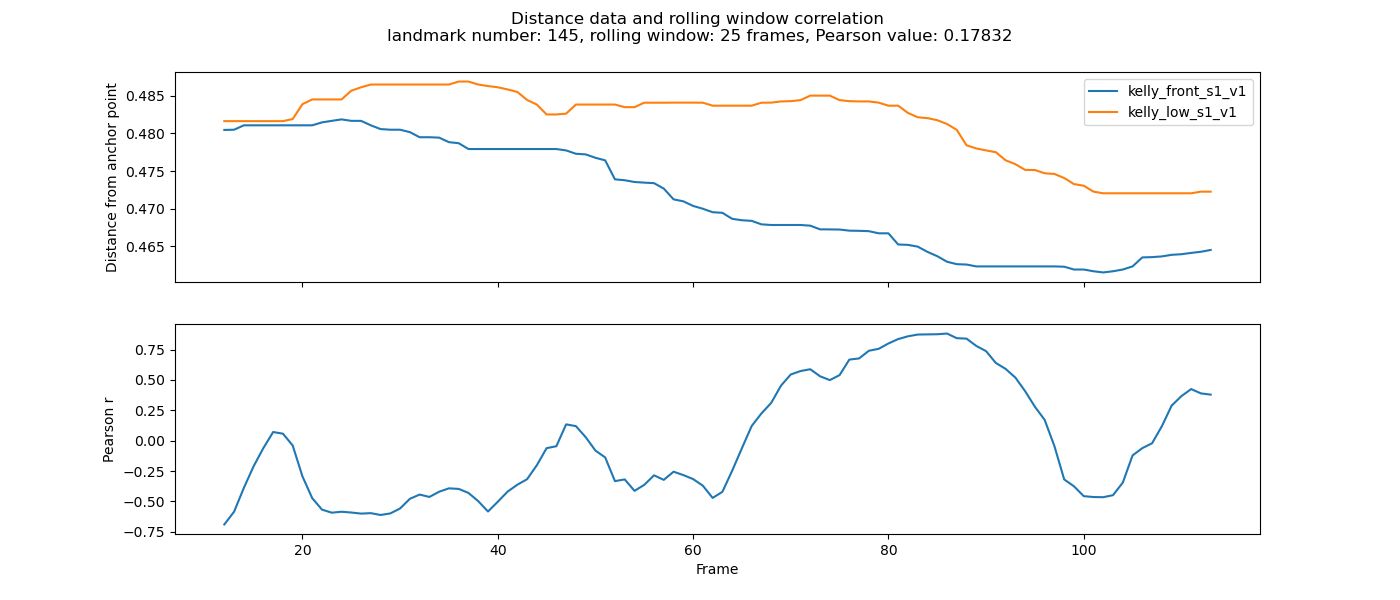 Distance data and rolling window correlation
landmark number: 145, rolling window: 25 frames, Pearson value: 0.17832
Distance from anchor point
0.485
0.480
0.475
0.470
0.465
kelly_front_s1_v1
kelly_low_s1_v1
Pearson r
0.75
0.50
0.25
0.00
−0.25
−0.50
−0.75
20
40
60
80
100
Frame